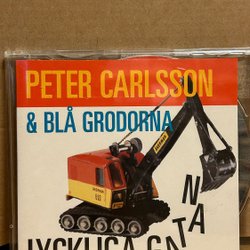 PETER CARLSSON
& BLÅ GRODORNA
LYCKLIGA GATAN